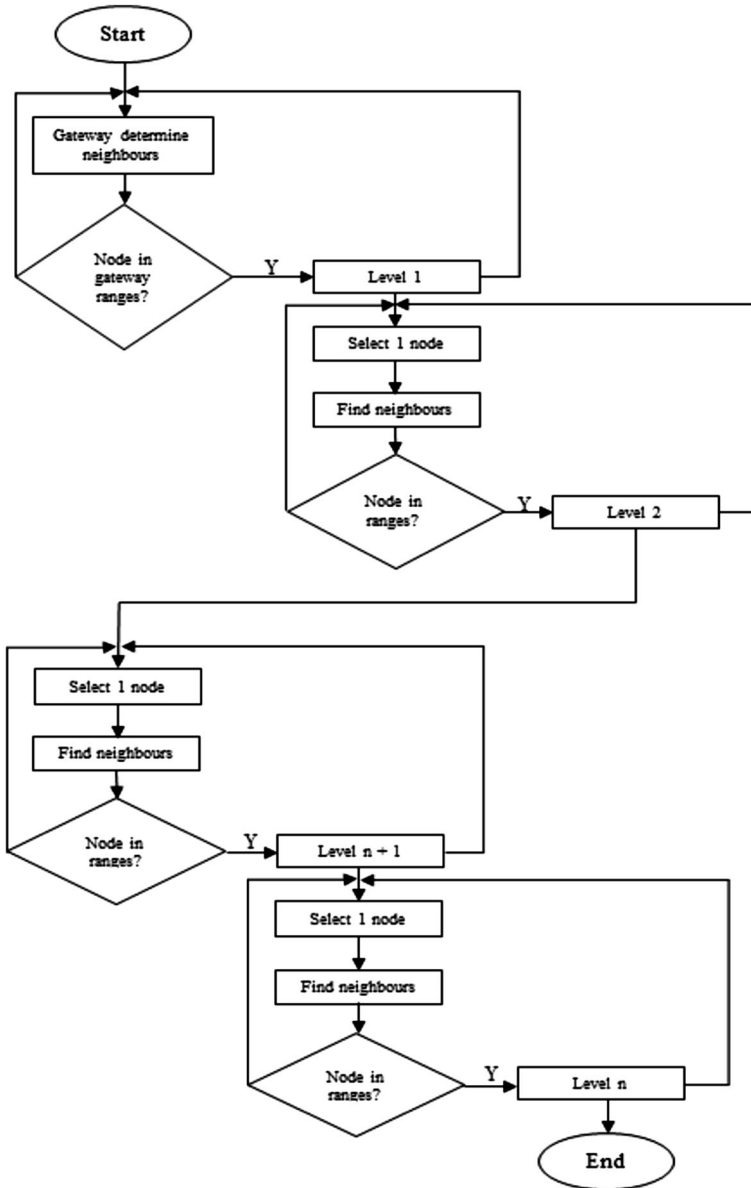 Start
Gateway determine
neighbours
Node in
gateway
ranges?
Y
Level 1
Select 1 node
Find neighbours
Node in
ranges?
Y
Level 2
Select 1 node
Find neighbours
Node in
ranges?
Y
Level n + 1
Select 1 node
Find neighbours
Node in
ranges?
Y
Level n
End